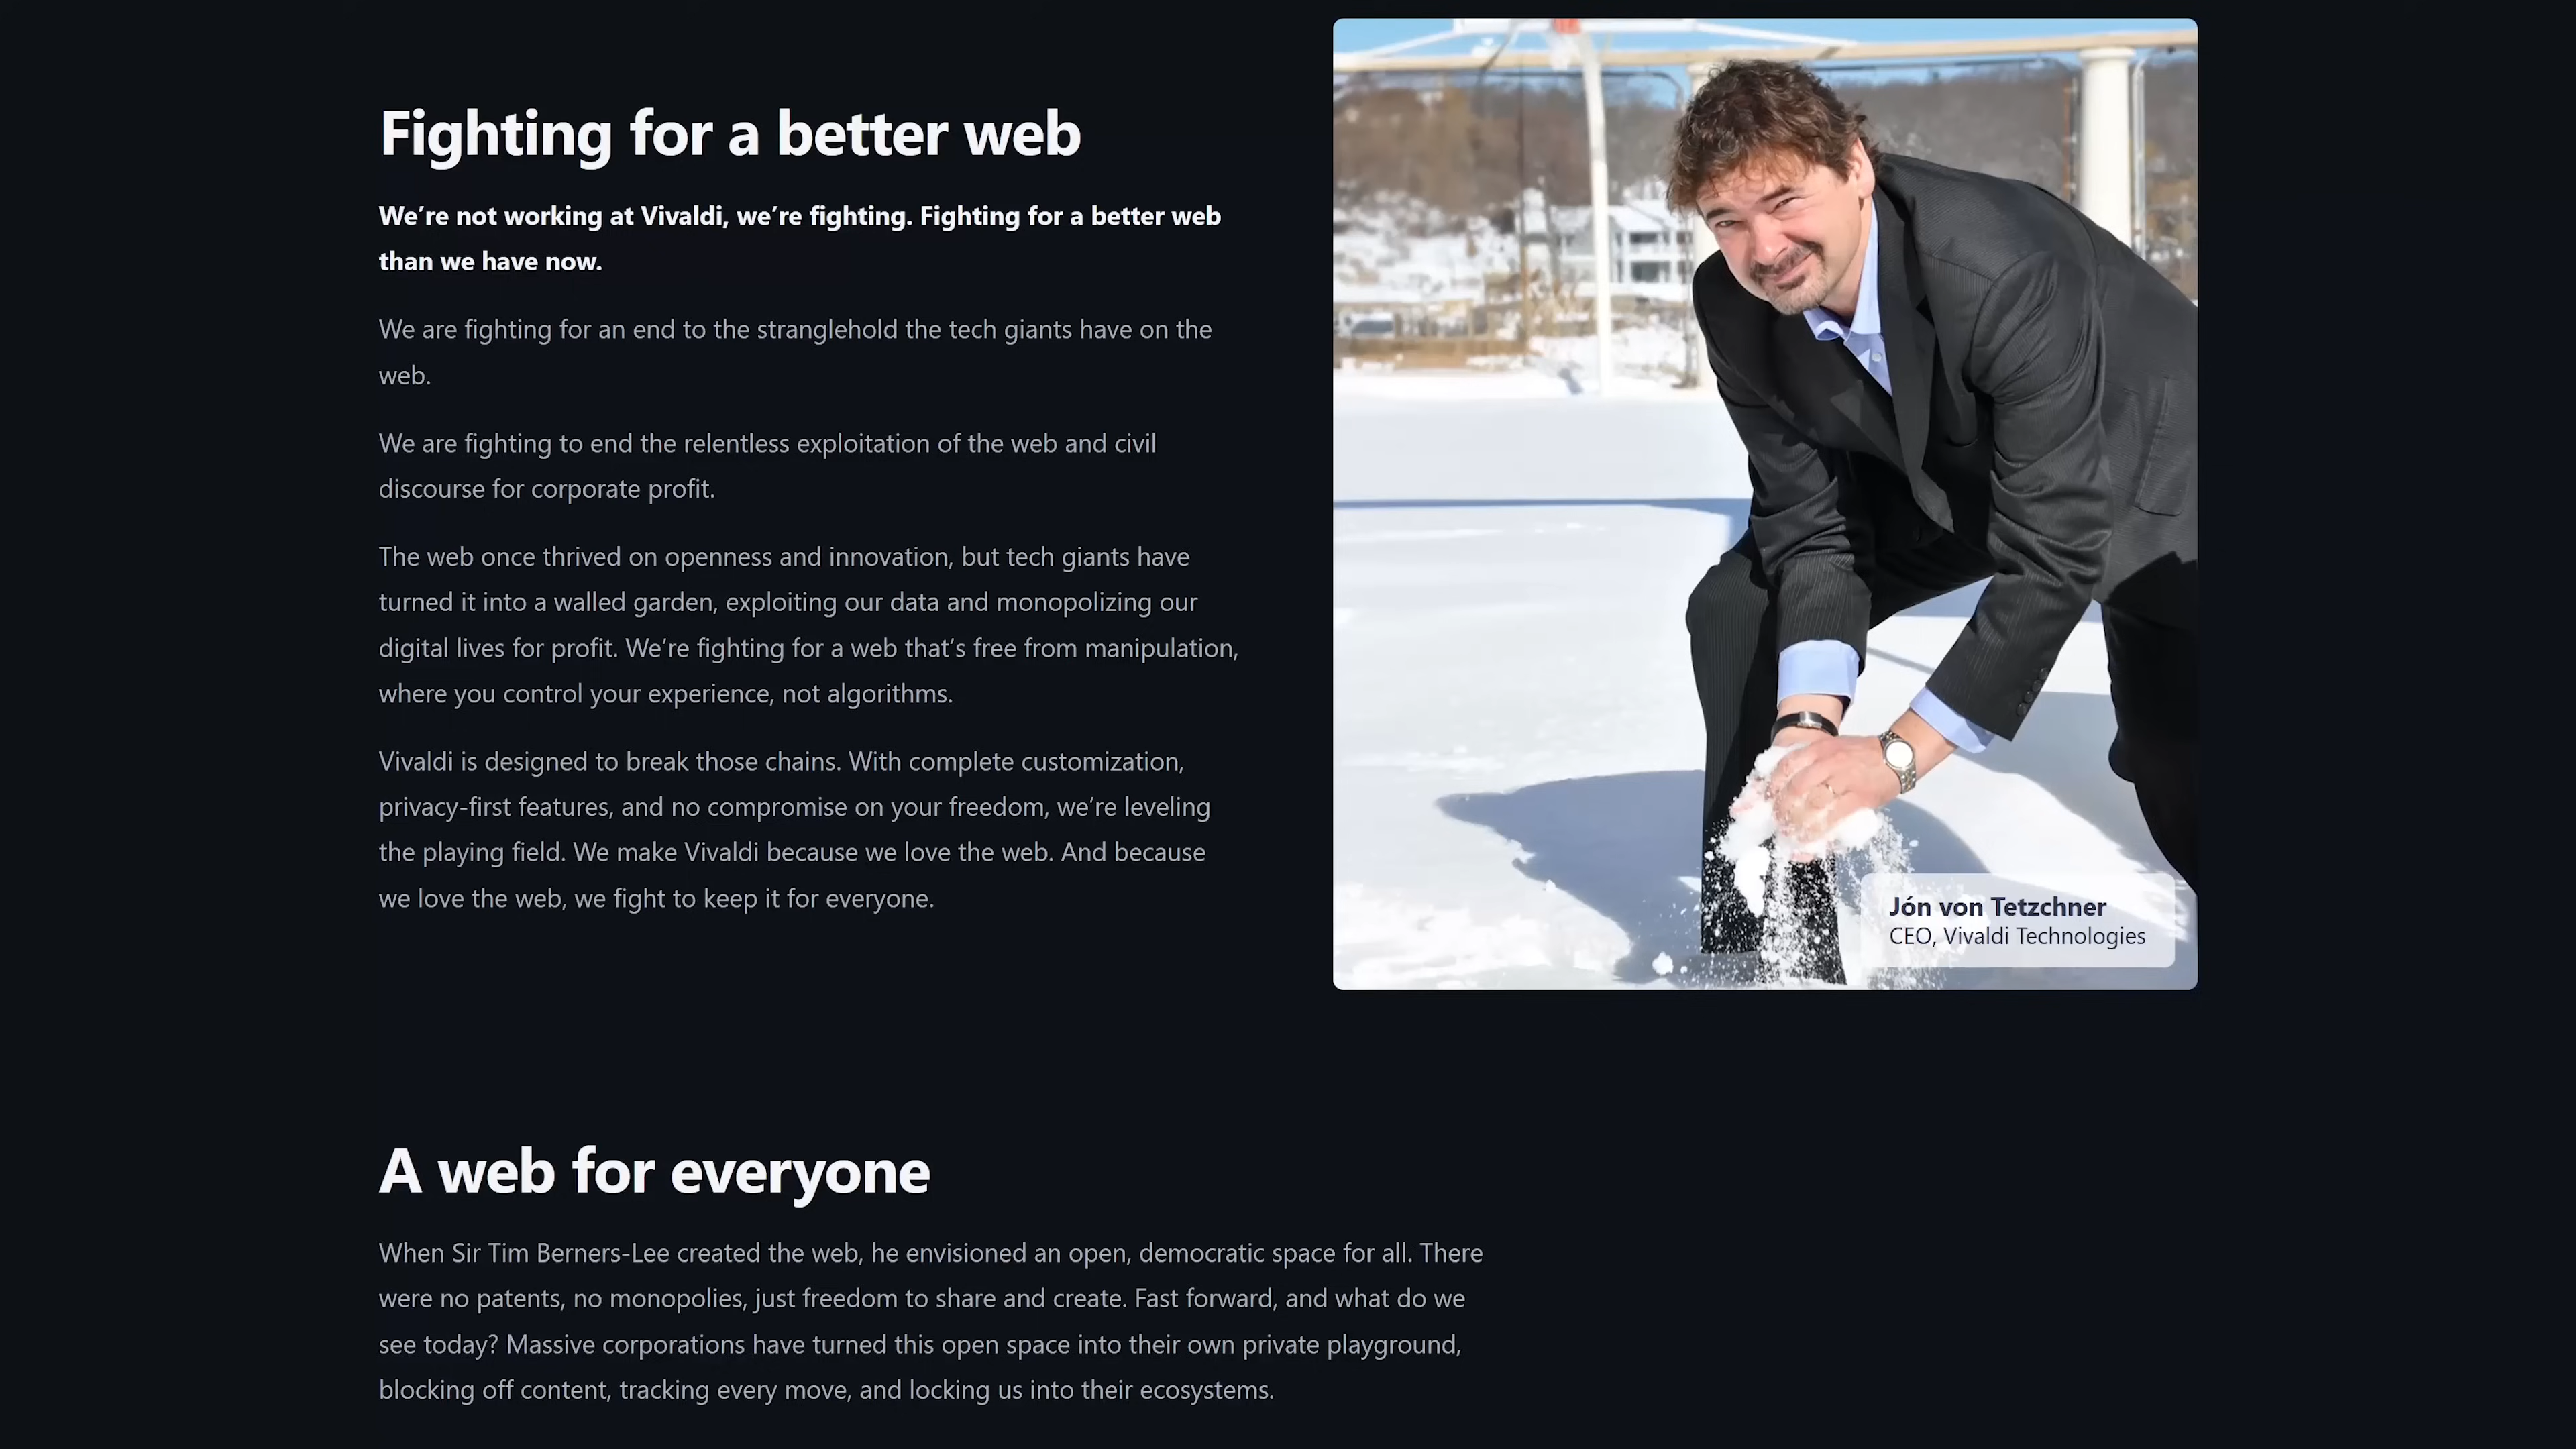 Fighting for a better web
We’re not working at Vivaldi, we’re fighting. Fighting for a better web
than we have now.
We are fighting for an end to the stranglehold the tech giants have on the
web.
We are fighting to end the relentless exploitation of the web and civil
discourse for corporate profit.
The web once thrived on openness and innovation, but tech giants have
turned it into a walled garden, exploiting our data and monopolizing our
digital lives for profit. We’re fighting for a web that’s free from manipulation,
where you control your experience, not algorithms.
Vivaldi is designed to break those chains. With complete customization,
privacy-first features, and no compromise on your freedom, we’re leveling
the playing field. We make Vivaldi because we love the web. And because
we love the web, we fight to keep it for everyone.
Jón von Tetzchner
CEO, Vivaldi Technologies
A web for everyone
When Sir Tim Berners-Lee created the web, he envisioned an open, democratic space for all. There
were no patents, no monopolies, just freedom to share and create. Fast forward, and what do we
see today? Massive corporations have turned this open space into their own private playground,
blocking off content, tracking every move, and locking us into their ecosystems.